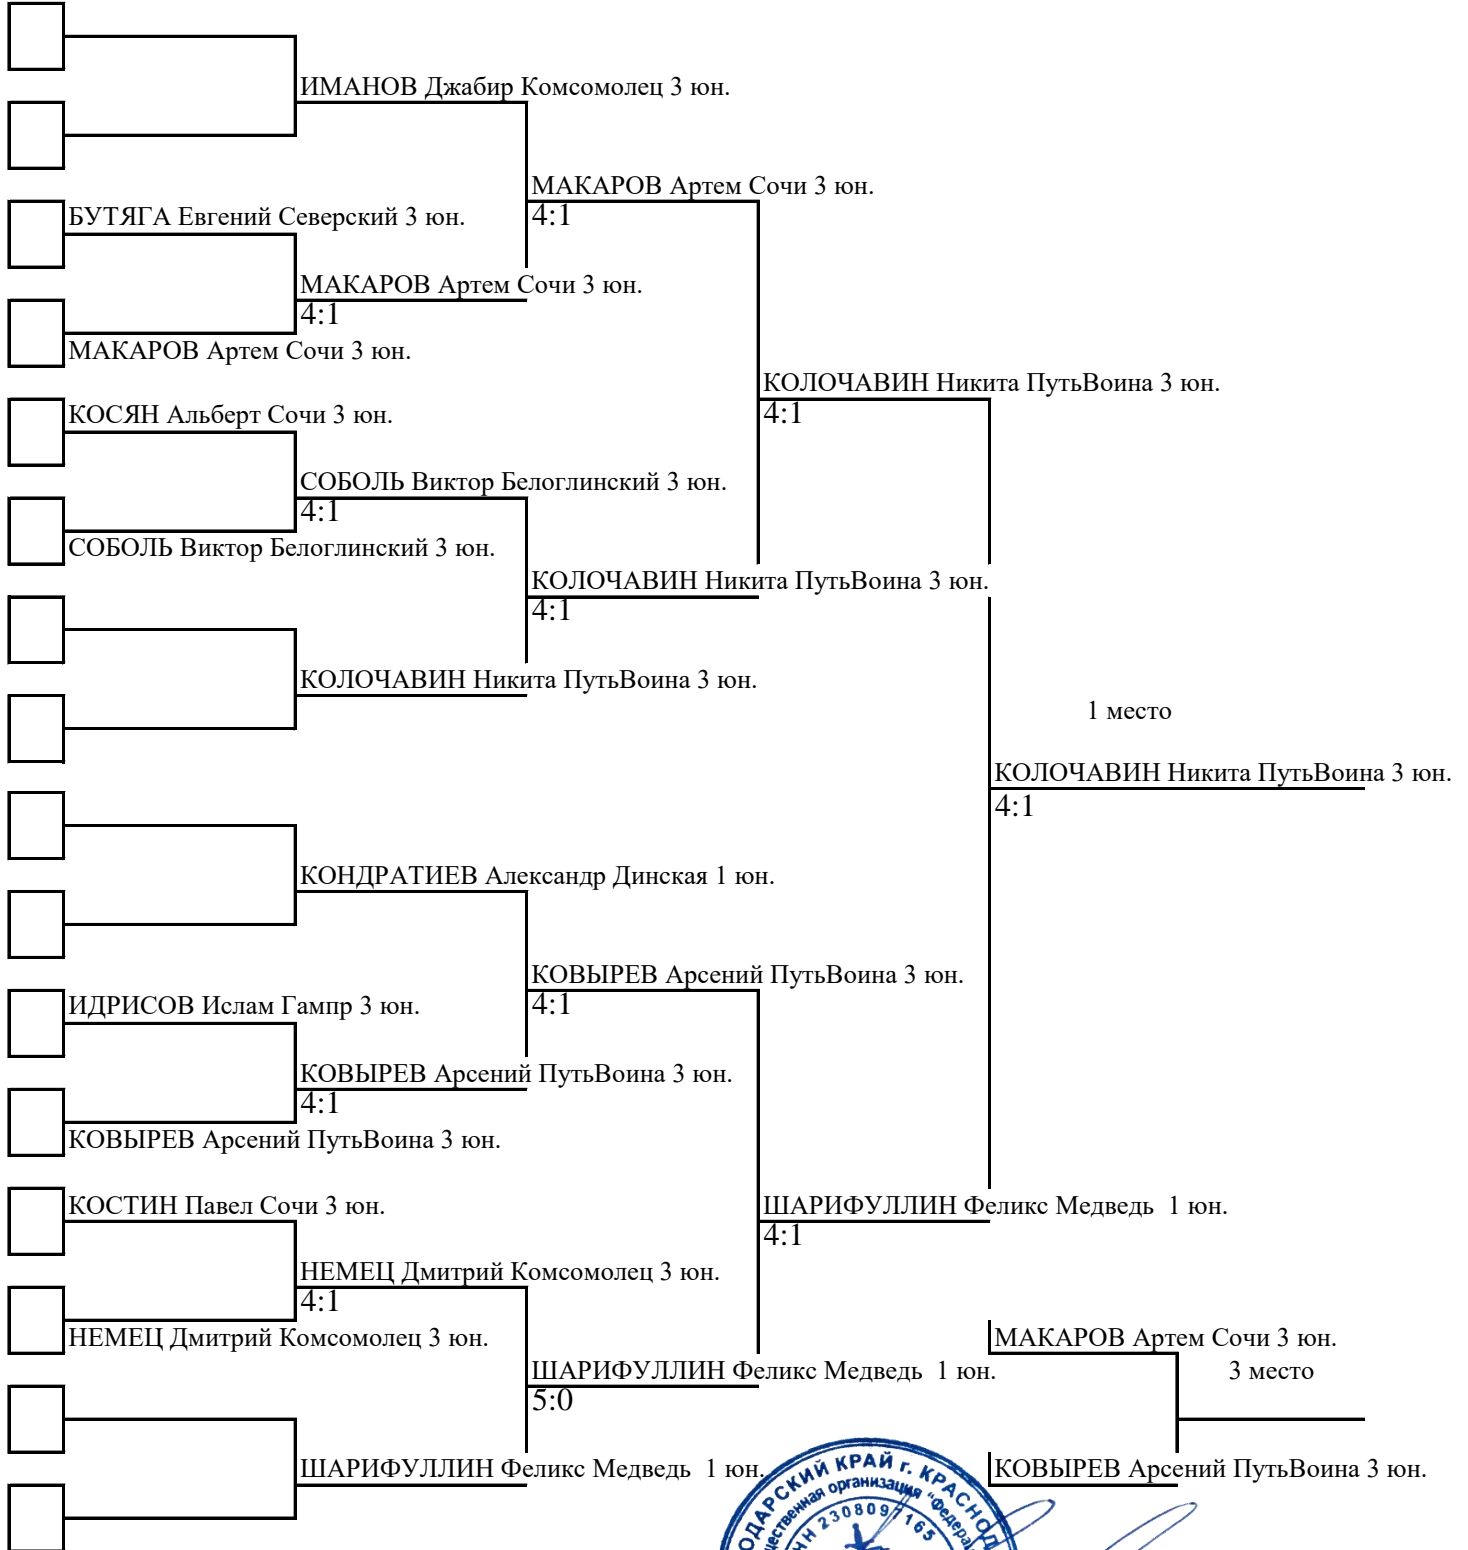 ИМАНОВ Джабир Комсомолец 3 юн.
МАКАРОВ Артем Сочи 3 юн.
4:1
БУТЯГА Евгений Северский 3 юн.
МАКАРОВ Артем Сочи 3 юн.
4:1
МАКАРОВ Артем Сочи 3 юн.
КОЛОЧАВИН Никита ПутьВоина 3 юн.
4:1
КОСЯН Альберт Сочи 3 юн.
СОБОЛЬ Виктор Белоглинский 3 юн.
4:1
СОБОЛЬ Виктор Белоглинский 3 юн.
КОЛОЧАВИН Никита ПутьВоина 3 юн.
4:1
КОЛОЧАВИН Никита ПутьВоина 3 юн.
1 место
КОЛОЧАВИН Никита ПутьВоина 3 юн.
4:1
КОНДРАТИЕВ Александр Динская 1 юн.
КОВЫРЕВ Арсений ПутьВоина 3 юн.
4:1
ИДРИСОВ Ислам Гампр 3 юн.
КОВЫРЕВ Арсений ПутьВоина 3 юн.
4:1
КОВЫРЕВ Арсений ПутьВоина 3 юн.
КОСТИН Павел Сочи 3 юн.
ШАРИФУЛЛИН Феликс Медведь 1 юн.
4:1
НЕМЕЦ Дмитрий Комсомолец 3 юн.
4:1
НЕМЕЦ Дмитрий Комсомолец 3 юн.
МАКАРОВ Артем Сочи 3 юн.
ШАРИФУЛЛИН Феликс Медведь 1 юн.
3 место
5:0
ШАРИФУЛЛИН Феликс Медведь 1 юн.
КОВЫРЕВ Арсений ПутьВоина 3 юн.
КРАЙ г.
организация
2308097165